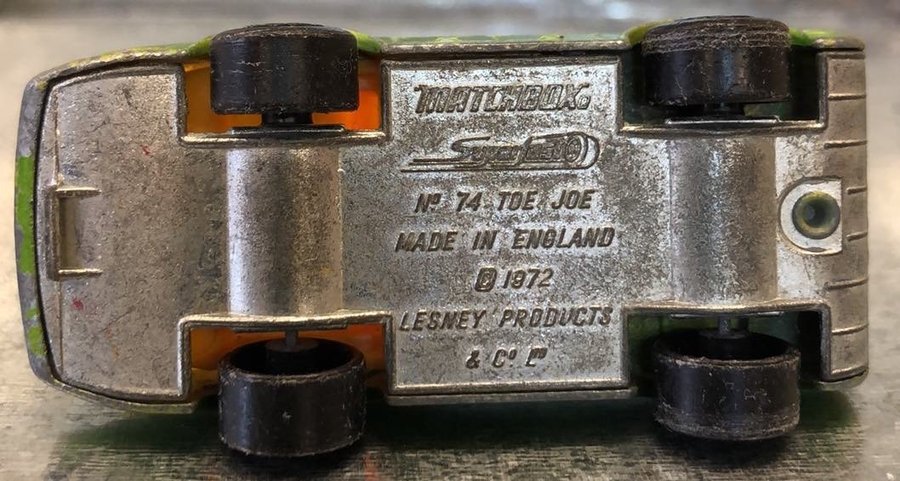 MATCHBOX®
Superfast
Nº 74 TOE JOE
MADE IN ENGLAND
© 1972
LESNEY PRODUCTS
& Cº Lᵀᴰ